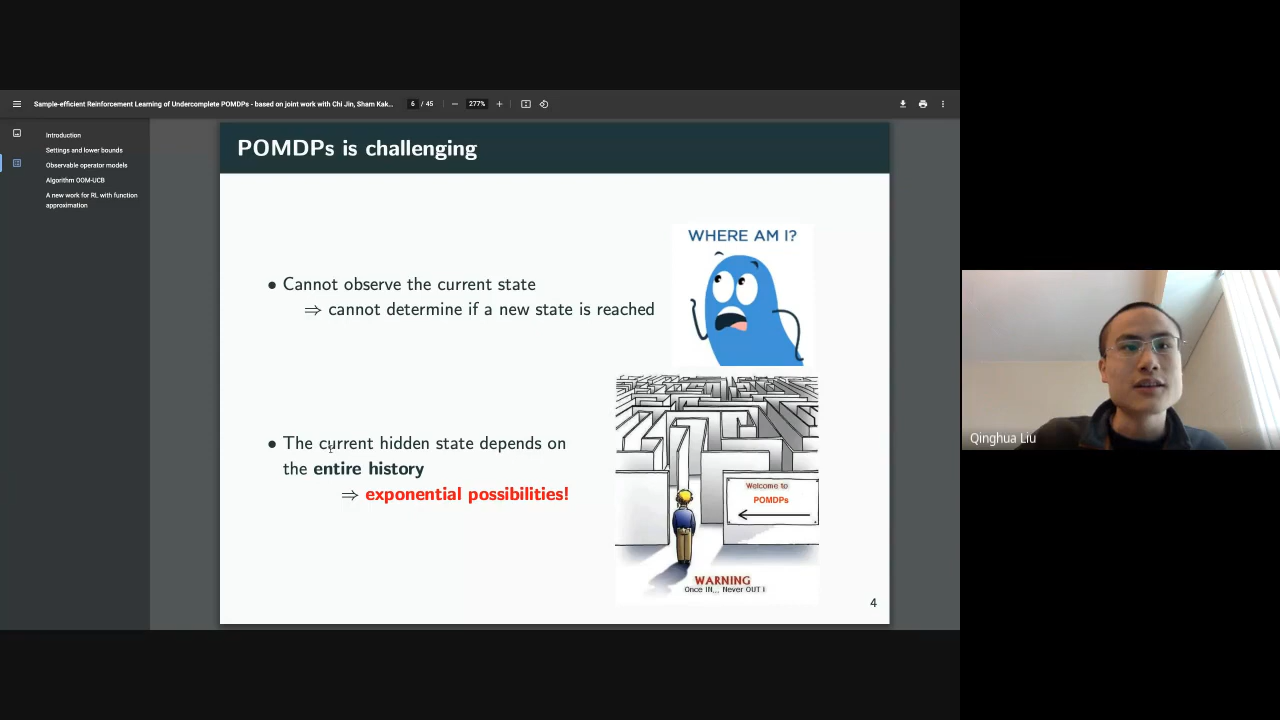 Sample-efficient Reinforcement Learning of Undercomplete POMDPs - based on joint work with Chi Jin, Sham Kak...
6 / 45
277%
Introduction
Settings and lower bounds
Observable operator models
Algorithm OOM-UCB
A new work for RL with function
approximation
POMDPs is challenging
WHERE AM I?
• Cannot observe the current state
⇒ cannot determine if a new state is reached
• The current hidden state depends on
the entire history
⇒ exponential possibilities!
Welcome to
POMDPs
WARNING
Once IN... Never OUT !
4
Qinghua Liu